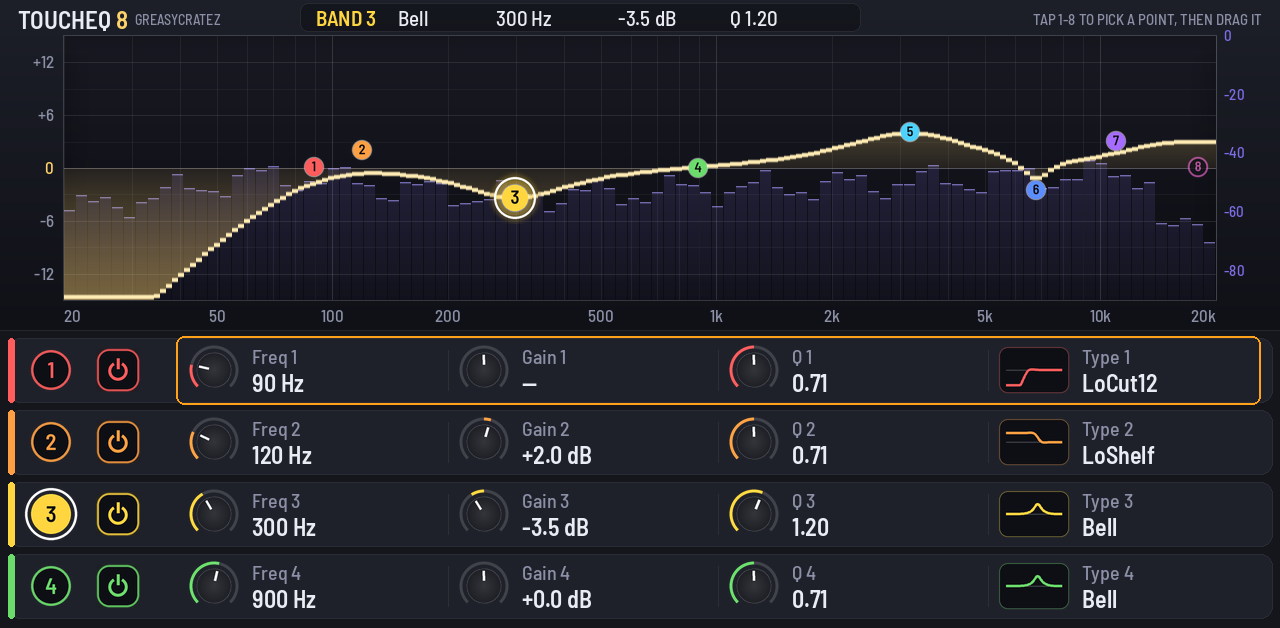 TOUCHEQ 8 GREASYCRATEZ BAND 3 Bell 300 Hz -3.5 dB Q 1.20 TAP 1-8 TO PICK A POINT, THEN DRAG IT
0
+12
-20
+6
5
7
2
-40
0
1
4
8
6
3
-60
-6
-12
-80
20 50 100 200 500 1k 2k 5k 10k 20k
1 Freq 1 Gain 1 Q 1 Type 1
90 Hz — 0.71 LoCut12
2 Freq 2 Gain 2 Q 2 Type 2
120 Hz +2.0 dB 0.71 LoShelf
3 Freq 3 Gain 3 Q 3 Type 3
300 Hz -3.5 dB 1.20 Bell
4 Freq 4 Gain 4 Q 4 Type 4
900 Hz +0.0 dB 0.71 Bell